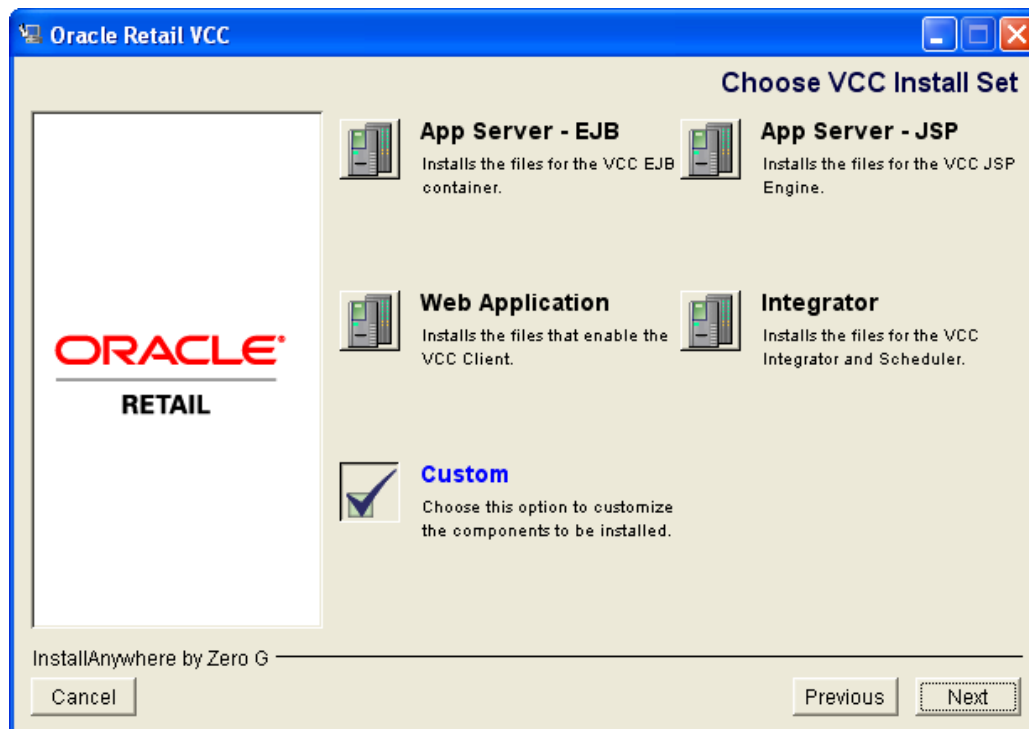 Oracle Retail VCC
Choose VCC Install Set
App Server - EJB
Installs the files for the VCC EJB
container.
App Server - JSP
Installs the files for the VCC JSP
Engine.
Web Application
Installs the files that enable the
VCC Client.
Integrator
Installs the files for the VCC
Integrator and Scheduler.
ORACLE®
RETAIL
Custom
Choose this option to customize
the components to be installed.
InstallAnywhere by Zero G
Cancel
Previous
Next